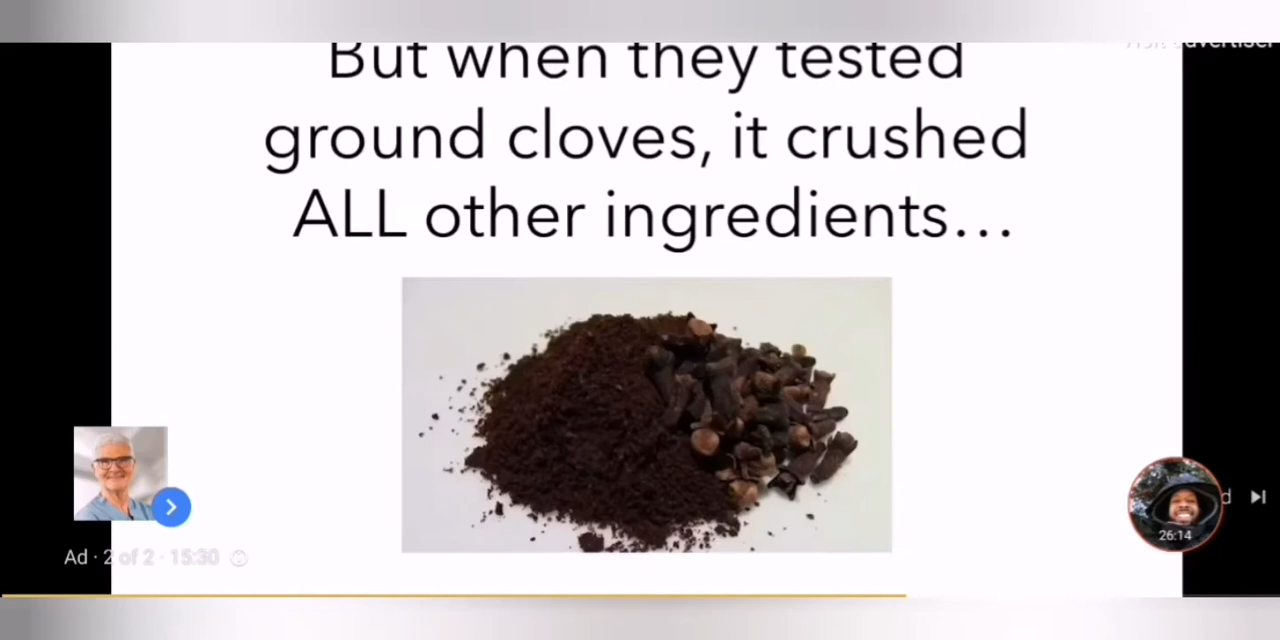 But when they tested
ground cloves, it crushed
ALL other ingredients…
Ad · 2 of 2 · 15:30
26:14